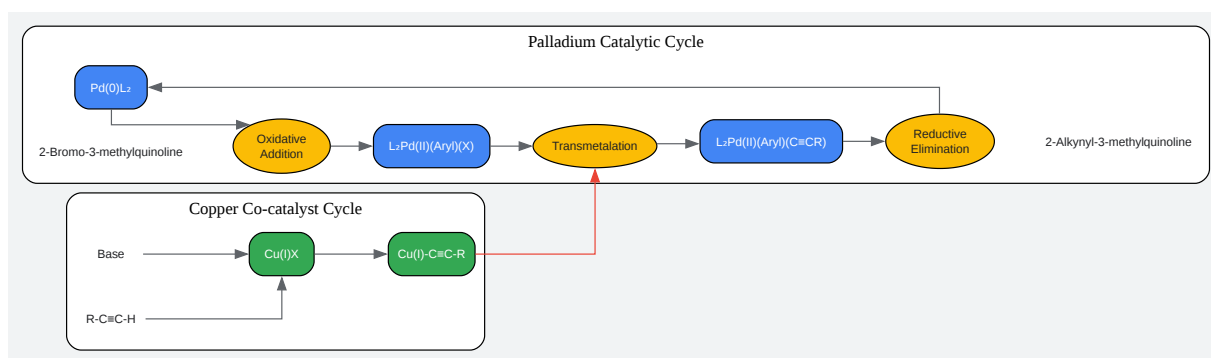 Palladium Catalytic Cycle
Pd(0)L₂
2-Bromo-3-methylquinoline
Oxidative
Addition
L₂Pd(II)(Aryl)(X)
Transmetalation
L₂Pd(II)(Aryl)(C≡CR)
Reductive
Elimination
2-Alkynyl-3-methylquinoline
Copper Co-catalyst Cycle
Base
Cu(I)X
Cu(I)-C≡C-R
R-C≡C-H